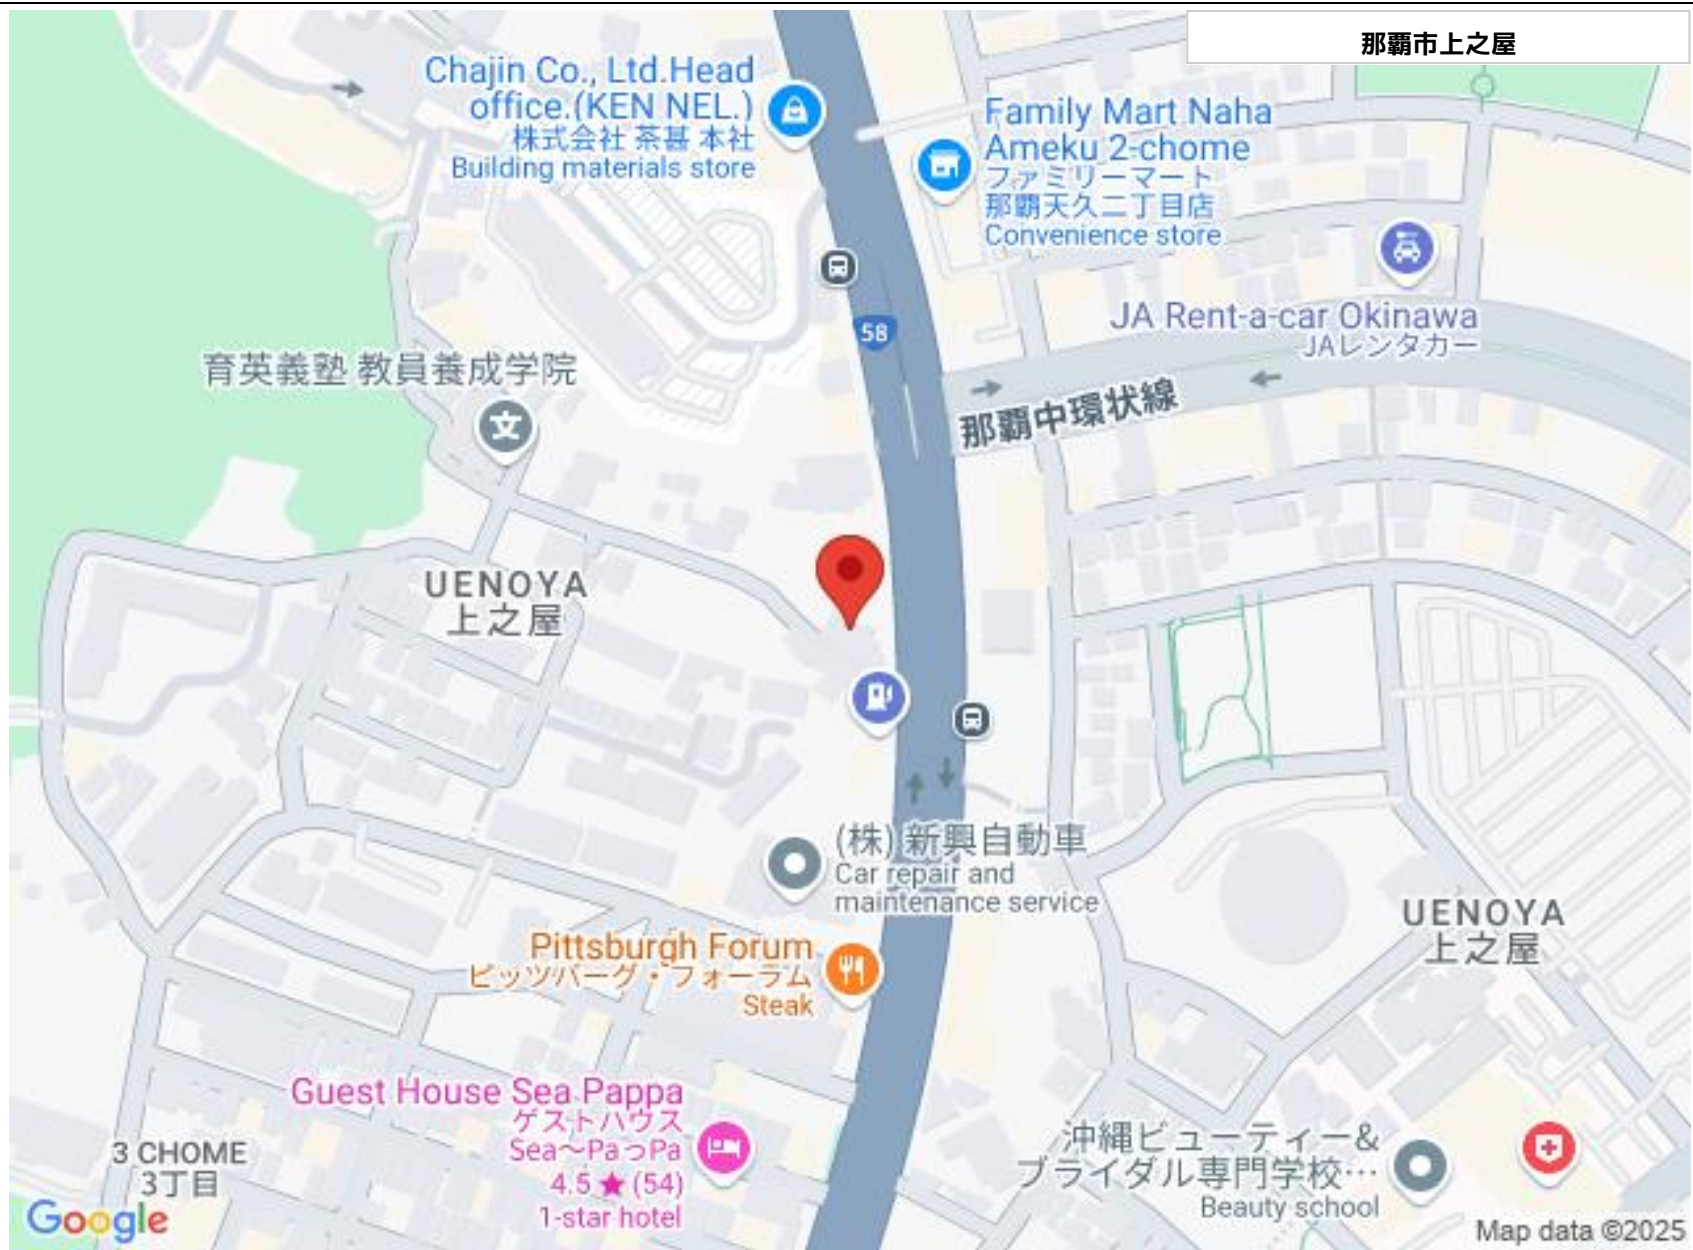 那覇市上之屋
Chajin Co., Ltd.Head
office.(KEN NEL.)
株式会社 茶甚 本社
Building materials store
Family Mart Naha
Ameku 2-chome
ファミリーマート
那覇天久二丁目店
Convenience store
58
JA Rent-a-car Okinawa
JAレンタカー
育英義塾 教員養成学院
文
那覇中環状線
UENOYA
上之屋
(株) 新興自動車
Car repair and
maintenance service
UENOYA
上之屋
Pittsburgh Forum
ピッツバーグ・フォーラム
Steak
Guest House Sea Pappa
ゲストハウス
Sea～PaっPa
4.5 ★ (54)
1-star hotel
3 CHOME
3丁目
沖縄ビューティー&
ブライダル専門学校…
Beauty school
Google
Map data ©2025